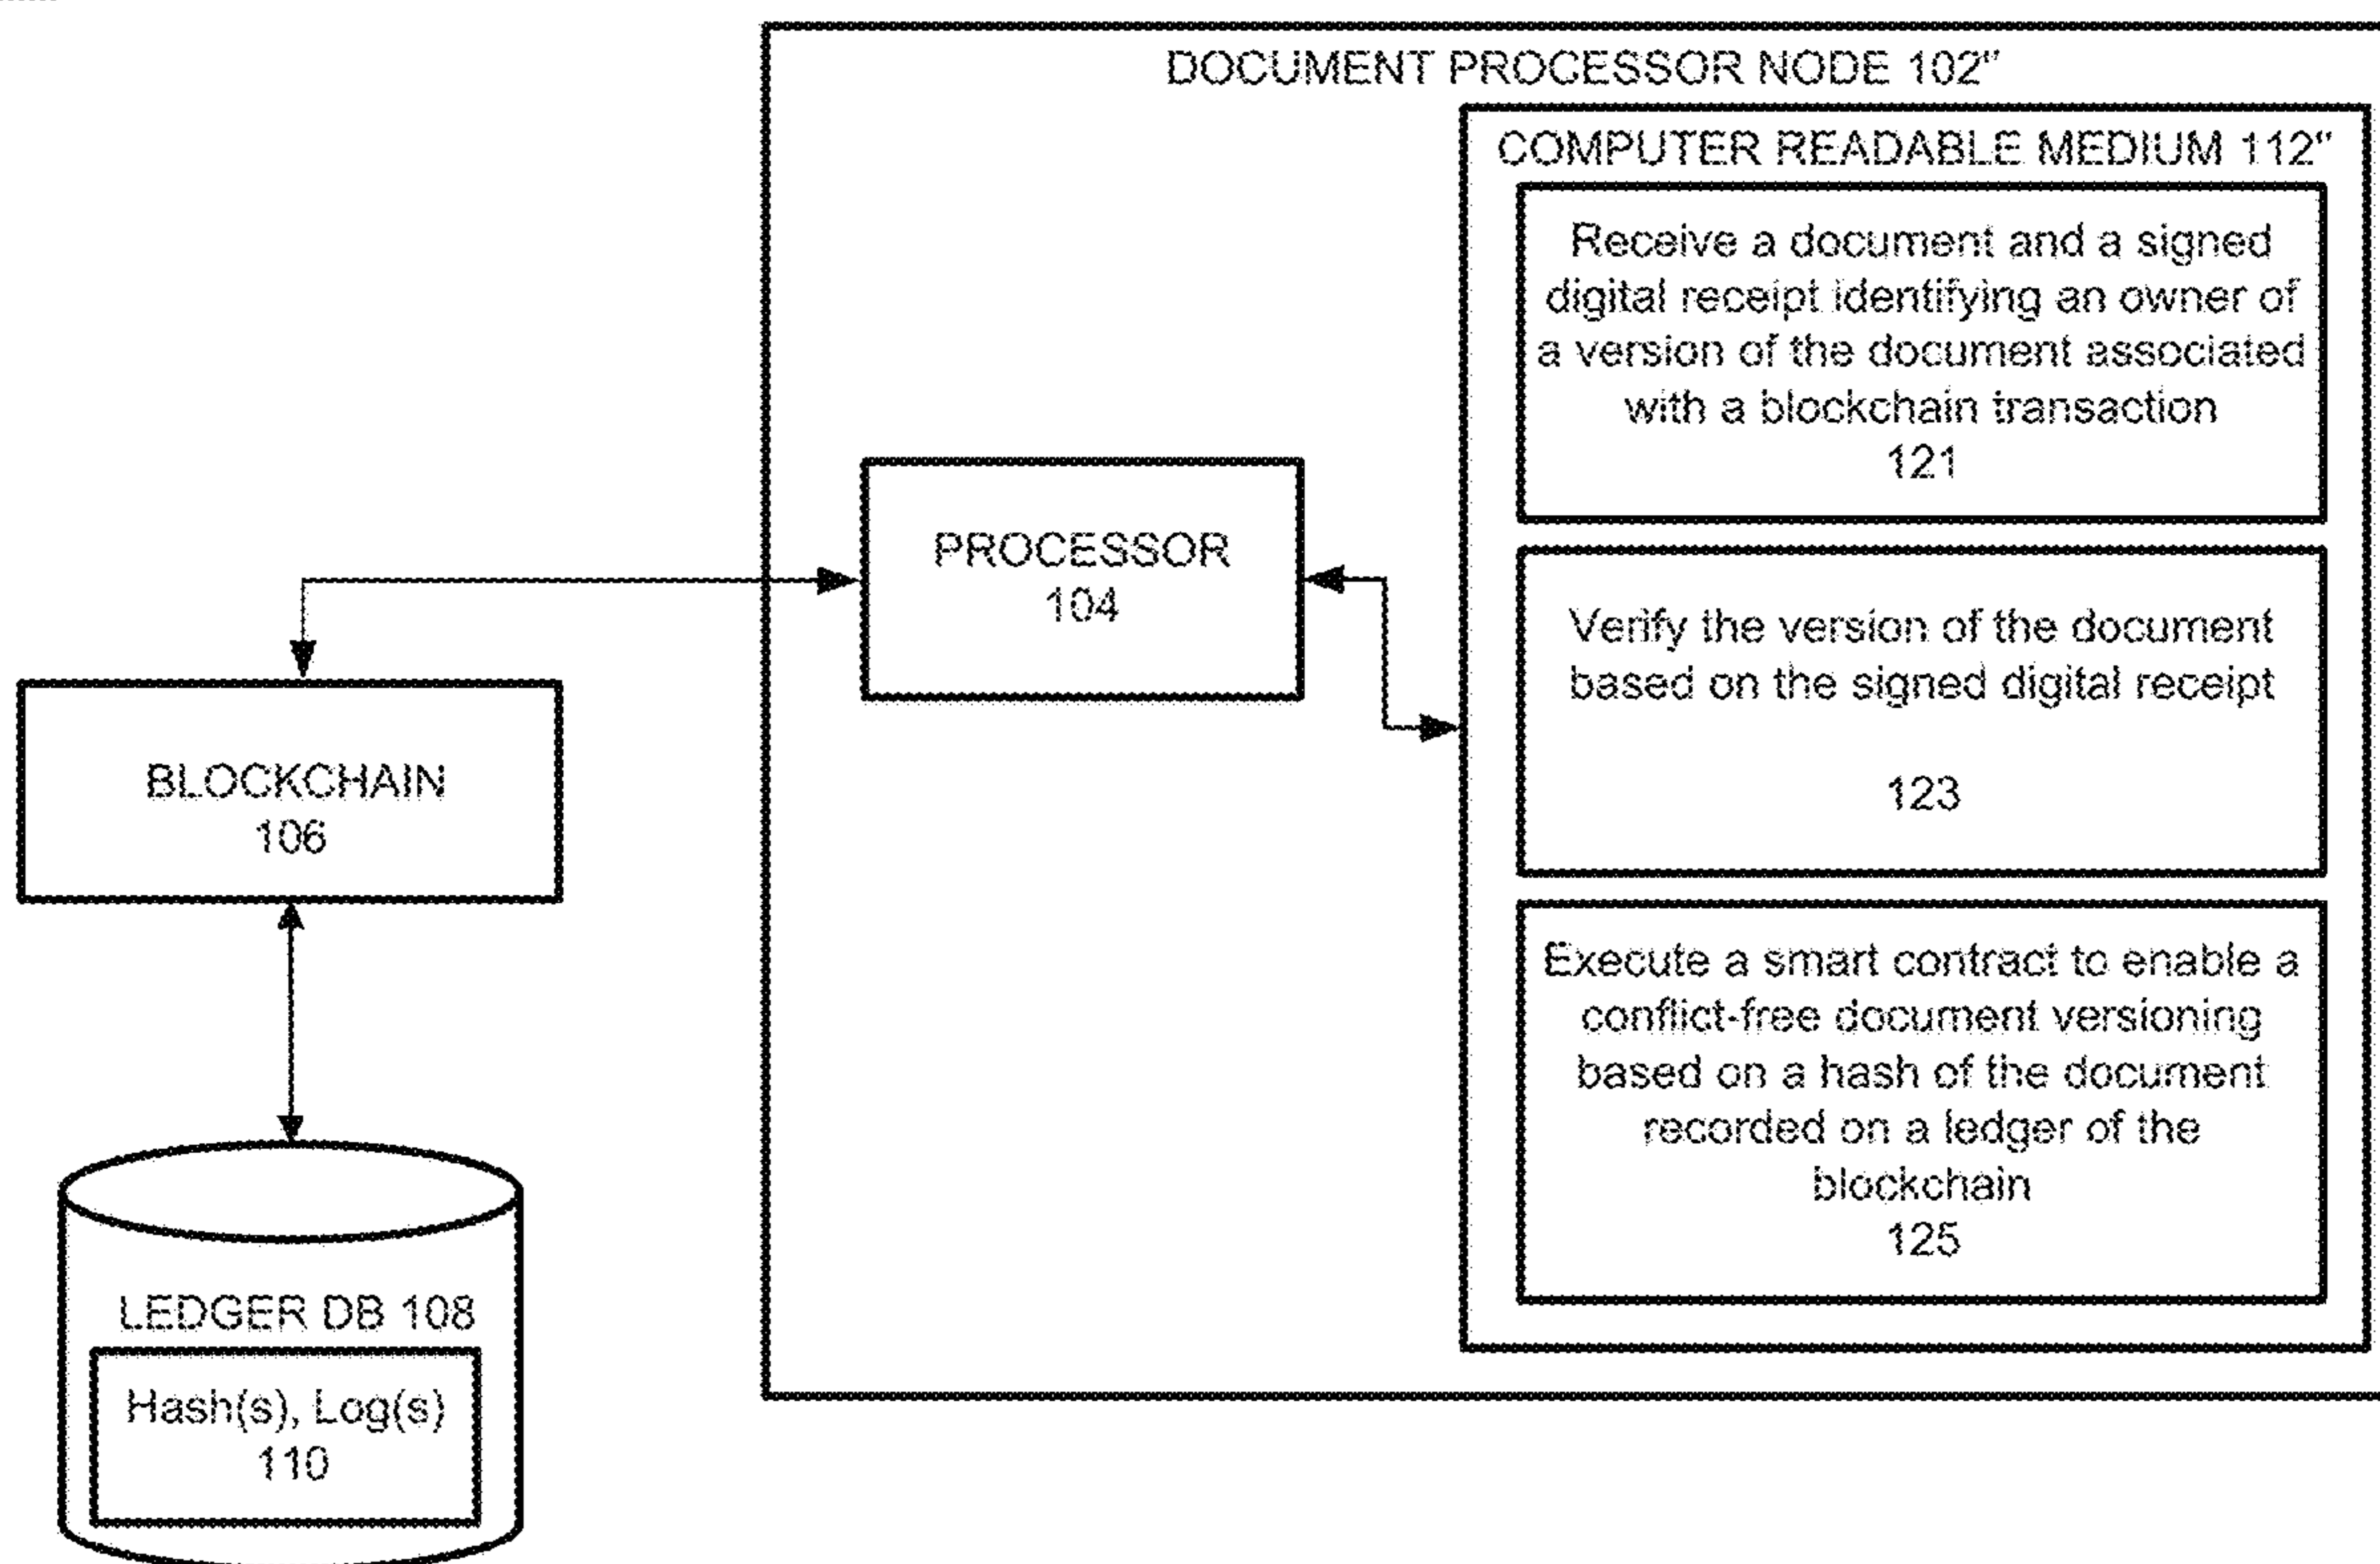 DOCUMENT PROCESSOR NODE 102"
COMPUTER READABLE MEDIUM 112"
Receive a document and a signed
digital receipt identifying an owner of
a version of the document associated
with a blockchain transaction
121
PROCESSOR
104
Verify the version of the document
based on the signed digital receipt
123
BLOCKCHAIN
106
Execute a smart contract to enable a
conflict-free document versioning
based on a hash of the document
recorded on a ledger of the
blockchain
125
LEDGER DB 108
Hash(s), Log(s)
110